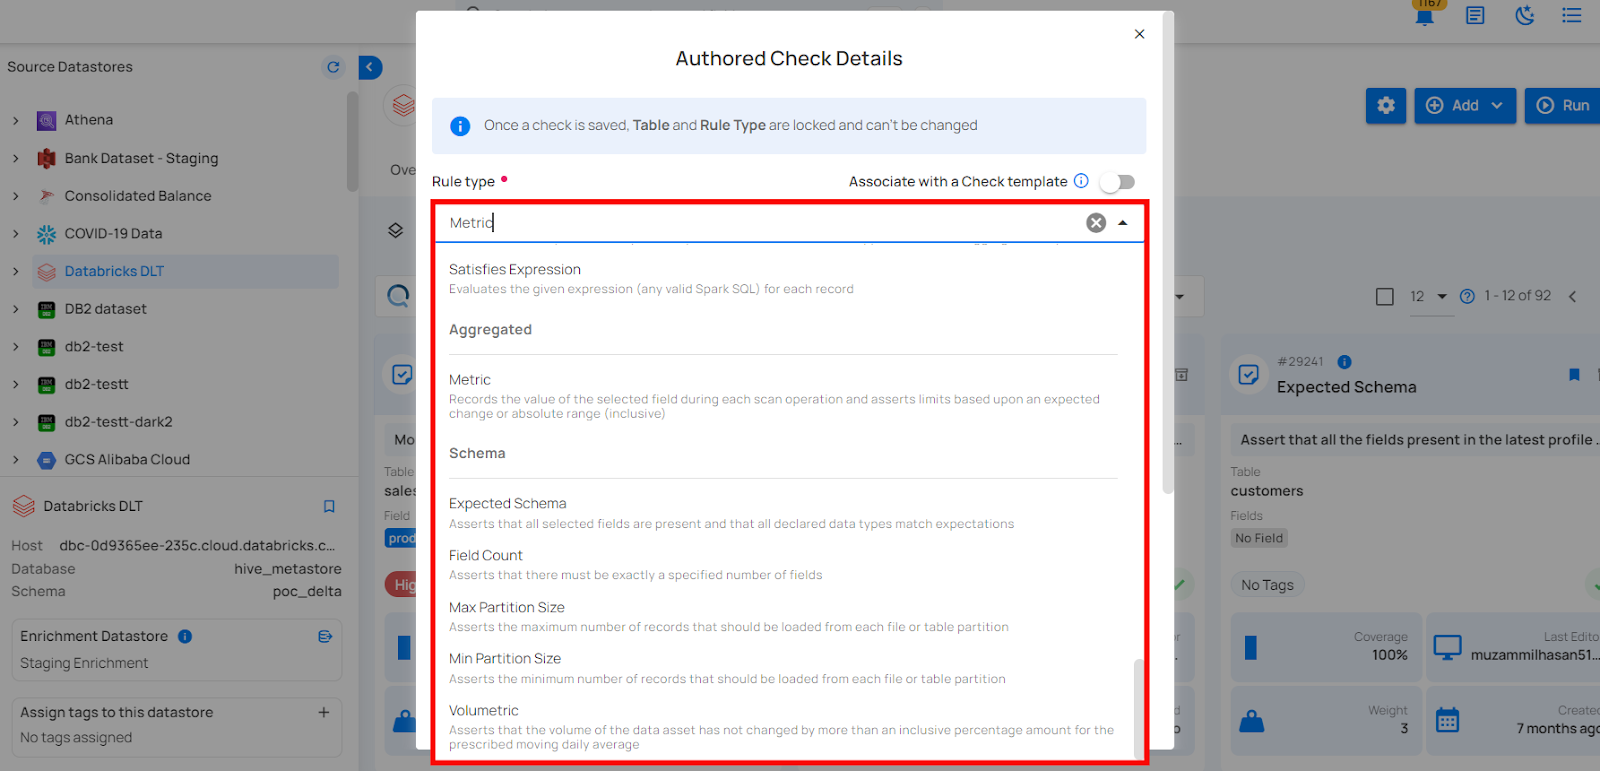 1167
Source Datastores
Athena
Bank Dataset - Staging
Consolidated Balance
COVID-19 Data
Databricks DLT
DB2 dataset
db2-test
db2-testt
db2-testt-dark2
GCS Alibaba Cloud
Databricks DLT
Host dbc-0d9365ee-235c.cloud.databricks.c...
Database hive_metastore
Schema poc_delta
Enrichment Datastore
Staging Enrichment
Assign tags to this datastore
No tags assigned
Authored Check Details
Once a check is saved, Table and Rule Type are locked and can't be changed
Rule type
Associate with a Check template
Metric
Satisfies Expression
Evaluates the given expression (any valid Spark SQL) for each record
Aggregated
Metric
Records the value of the selected field during each scan operation and asserts limits based upon an expected
change or absolute range (inclusive)
Schema
Expected Schema
Asserts that all selected fields are present and that all declared data types match expectations
Field Count
Asserts that there must be exactly a specified number of fields
Max Partition Size
Asserts the maximum number of records that should be loaded from each file or table partition
Min Partition Size
Asserts the minimum number of records that should be loaded from each file or table partition
Volumetric
Asserts that the volume of the data asset has not changed by more than an inclusive percentage amount for the
prescribed moving daily average
Ove
Mo
Table
sales
Field
prod
Hig
Add
Run
12
1 - 12 of 92
#29241
Expected Schema
Assert that all the fields present in the latest profile ...
Table
customers
Fields
No Field
No Tags
Coverage
100%
Last Edito
muzammilhasan51...
Weight
3
Create
7 months ago